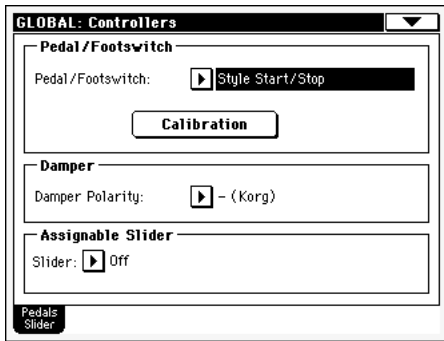 GLOBAL: Controllers
Pedal/Footswitch
Pedal/Footswitch: Style Start/Stop
Calibration
Damper
Damper Polarity: - (Korg)
Assignable Slider
Slider: Off
Pedals
Slider